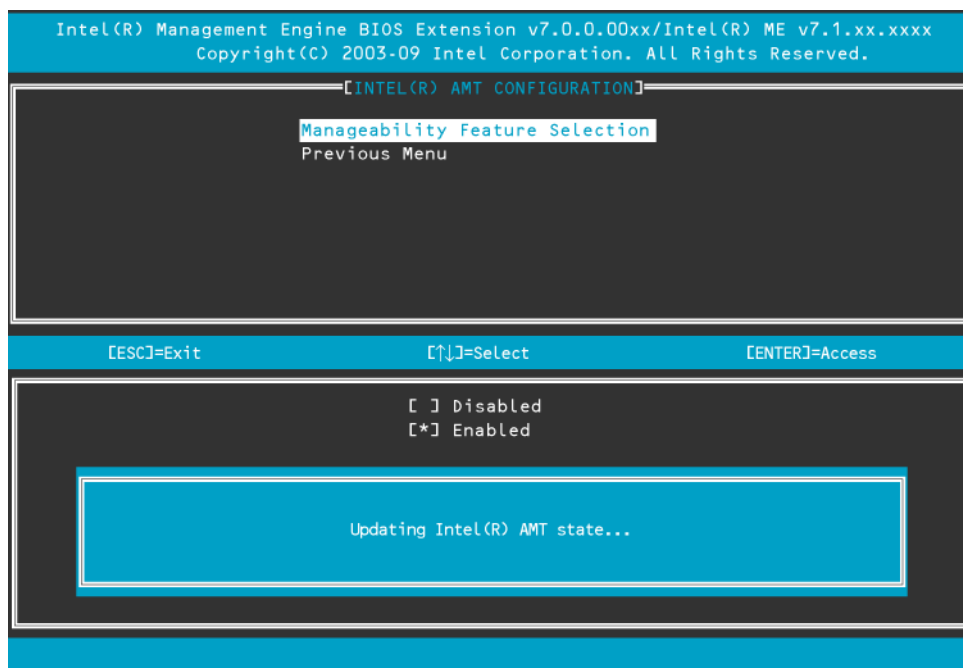 Intel(R) Management Engine BIOS Extension v7.0.0.00xx/Intel(R) ME v7.1.xx.xxxx
Copyright(C) 2003-09 Intel Corporation. All Rights Reserved.
[INTEL(R) AMT CONFIGURATION]
Manageability Feature Selection
Previous Menu
[ESC]=Exit [↑↓]=Select [ENTER]=Access
[ ] Disabled
[*] Enabled
Updating Intel(R) AMT state...